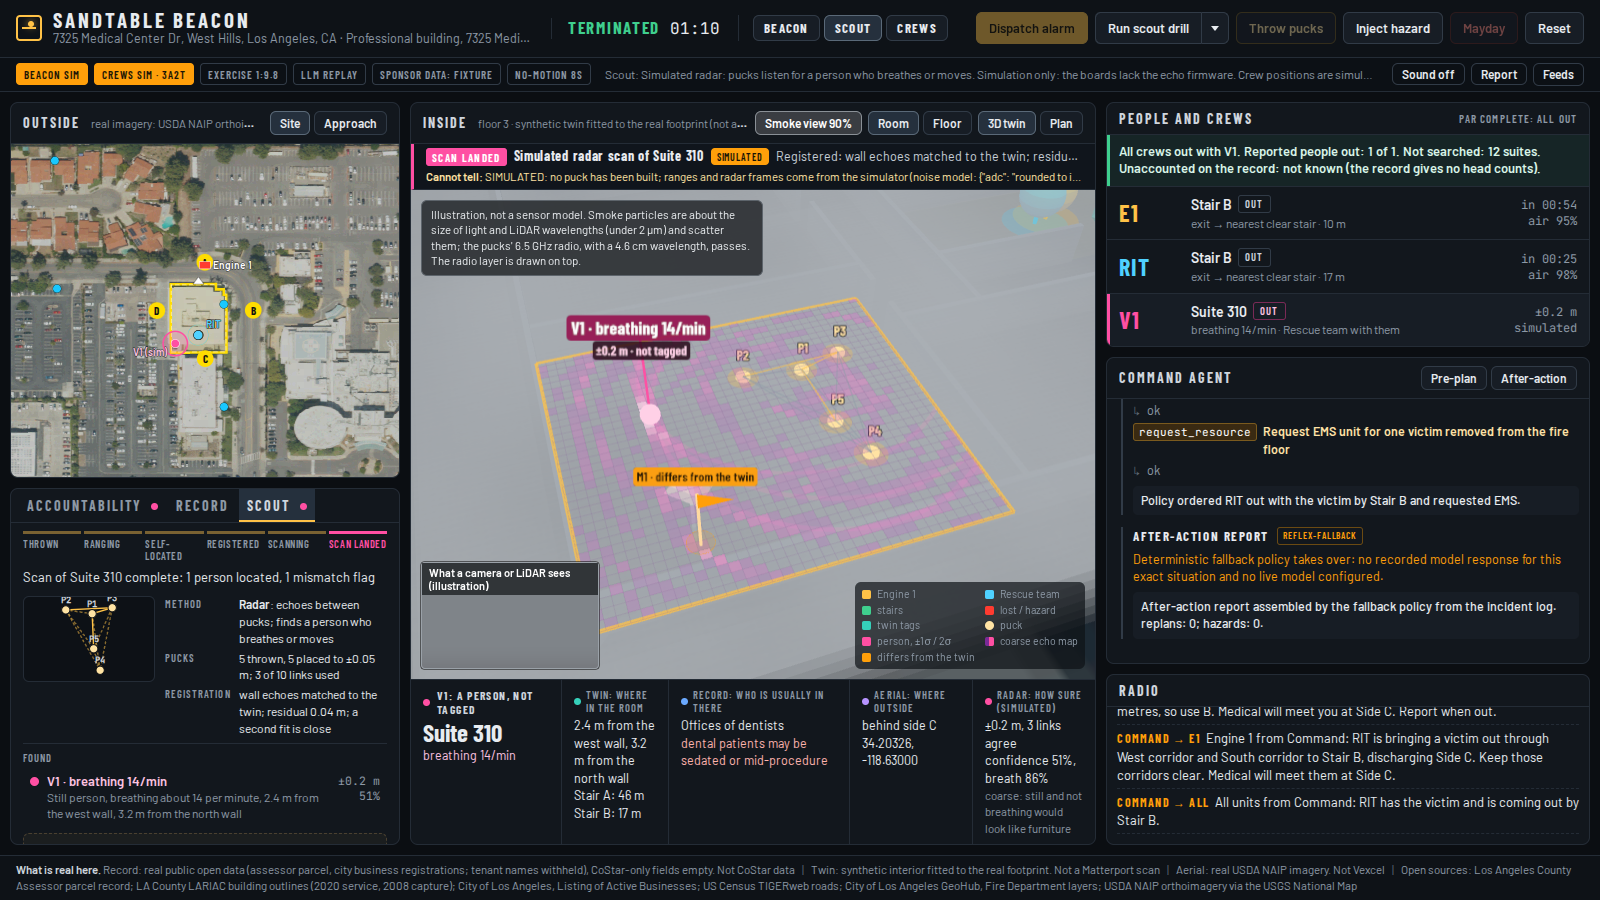 SANDTABLE BEACON
7325 Medical Center Dr, West Hills, Los Angeles, CA · Professional building, 7325 Medi...
TERMINATED 01:10
BEACON SCOUT CREWS
Dispatch alarm Run scout drill Throw pucks Inject hazard Mayday Reset
BEACON SIM CREWS SIM · 3A2T EXERCISE 1:9.8 LLM REPLAY SPONSOR DATA: FIXTURE NO-MOTION 8S
Scout: Simulated radar: pucks listen for a person who breathes or moves. Simulation only: the boards lack the echo firmware. Crew positions are simul...
Sound off Report Feeds
OUTSIDE real imagery: USDA NAIP orthoi... Site Approach
Engine 1
D
B
RIT
V1 (sim)
C
ACCOUNTABILITY RECORD SCOUT
THROWN RANGING SELF-LOCATED REGISTERED SCANNING SCAN LANDED
Scan of Suite 310 complete: 1 person located, 1 mismatch flag
P2 P1 P3
P5
P4
METHOD Radar: echoes between
pucks; finds a person who
breathes or moves
PUCKS 5 thrown, 5 placed to ±0.05
m; 3 of 10 links used
REGISTRATION wall echoes matched to the
twin; residual 0.04 m; a
second fit is close
FOUND
V1 · breathing 14/min ±0.2 m
Still person, breathing about 14 per minute, 2.4 m from 51%
the west wall, 3.2 m from the north wall
INSIDE floor 3 · synthetic twin fitted to the real footprint (not a... Smoke view 90% Room Floor 3D twin Plan
SCAN LANDED Simulated radar scan of Suite 310 SIMULATED Registered: wall echoes matched to the twin; residu...
Cannot tell: SIMULATED: no puck has been built; ranges and radar frames come from the simulator (noise model: {"adc": "rounded to i...
Illustration, not a sensor model. Smoke particles are about the
size of light and LiDAR wavelengths (under 2 µm) and scatter
them; the pucks' 6.5 GHz radio, with a 4.6 cm wavelength, passes.
The radio layer is drawn on top.
V1 · breathing 14/min
±0.2 m · not tagged
P3
P1
P2
P5
P4
M1 · differs from the twin
What a camera or LiDAR sees
(illustration)
Engine 1 Rescue team
stairs lost / hazard
twin tags puck
person, ±1σ / 2σ coarse echo map
differs from the twin
V1: A PERSON, NOT
TAGGED
Suite 310
breathing 14/min
TWIN: WHERE
IN THE ROOM
2.4 m from the
west wall, 3.2
m from the
north wall
Stair A: 46 m
Stair B: 17 m
RECORD: WHO IS USUALLY IN
THERE
Offices of dentists
dental patients may be
sedated or mid-procedure
AERIAL: WHERE
OUTSIDE
behind side C
34.20326,
-118.63000
RADAR: HOW SURE
(SIMULATED)
±0.2 m, 3 links
agree
confidence 51%,
breath 86%
coarse: still and not
breathing would
look like furniture
PEOPLE AND CREWS PAR COMPLETE: ALL OUT
All crews out with V1. Reported people out: 1 of 1. Not searched: 12 suites.
Unaccounted on the record: not known (the record gives no head counts).
E1 Stair B OUT in 00:54
exit → nearest clear stair · 10 m air 95%
RIT Stair B OUT in 00:25
exit → nearest clear stair · 17 m air 98%
V1 Suite 310 OUT ±0.2 m
breathing 14/min · Rescue team with them simulated
COMMAND AGENT Pre-plan After-action
↳ ok
request_resource Request EMS unit for one victim removed from the fire
floor
↳ ok
Policy ordered RIT out with the victim by Stair B and requested EMS.
AFTER-ACTION REPORT REFLEX-FALLBACK
Deterministic fallback policy takes over: no recorded model response for this
exact situation and no live model configured.
After-action report assembled by the fallback policy from the incident log.
replans: 0; hazards: 0.
RADIO
metres, so use B. Medical will meet you at Side C. Report when out.
COMMAND → E1 Engine 1 from Command: RIT is bringing a victim out through
West corridor and South corridor to Stair B, discharging Side C. Keep those
corridors clear. Medical will meet them at Side C.
COMMAND → ALL All units from Command: RIT has the victim and is coming out by
Stair B.
What is real here. Record: real public open data (assessor parcel, city business registrations; tenant names withheld), CoStar-only fields empty. Not CoStar data | Twin: synthetic interior fitted to the real footprint. Not a Matterport scan | Aerial: real USDA NAIP imagery. Not Vexcel | Open sources: Los Angeles County
Assessor parcel record; LA County LARIAC building outlines (2020 service, 2008 capture); City of Los Angeles, Listing of Active Businesses; US Census TIGERweb roads; City of Los Angeles GeoHub, Fire Department layers; USDA NAIP orthoimagery via the USGS National Map